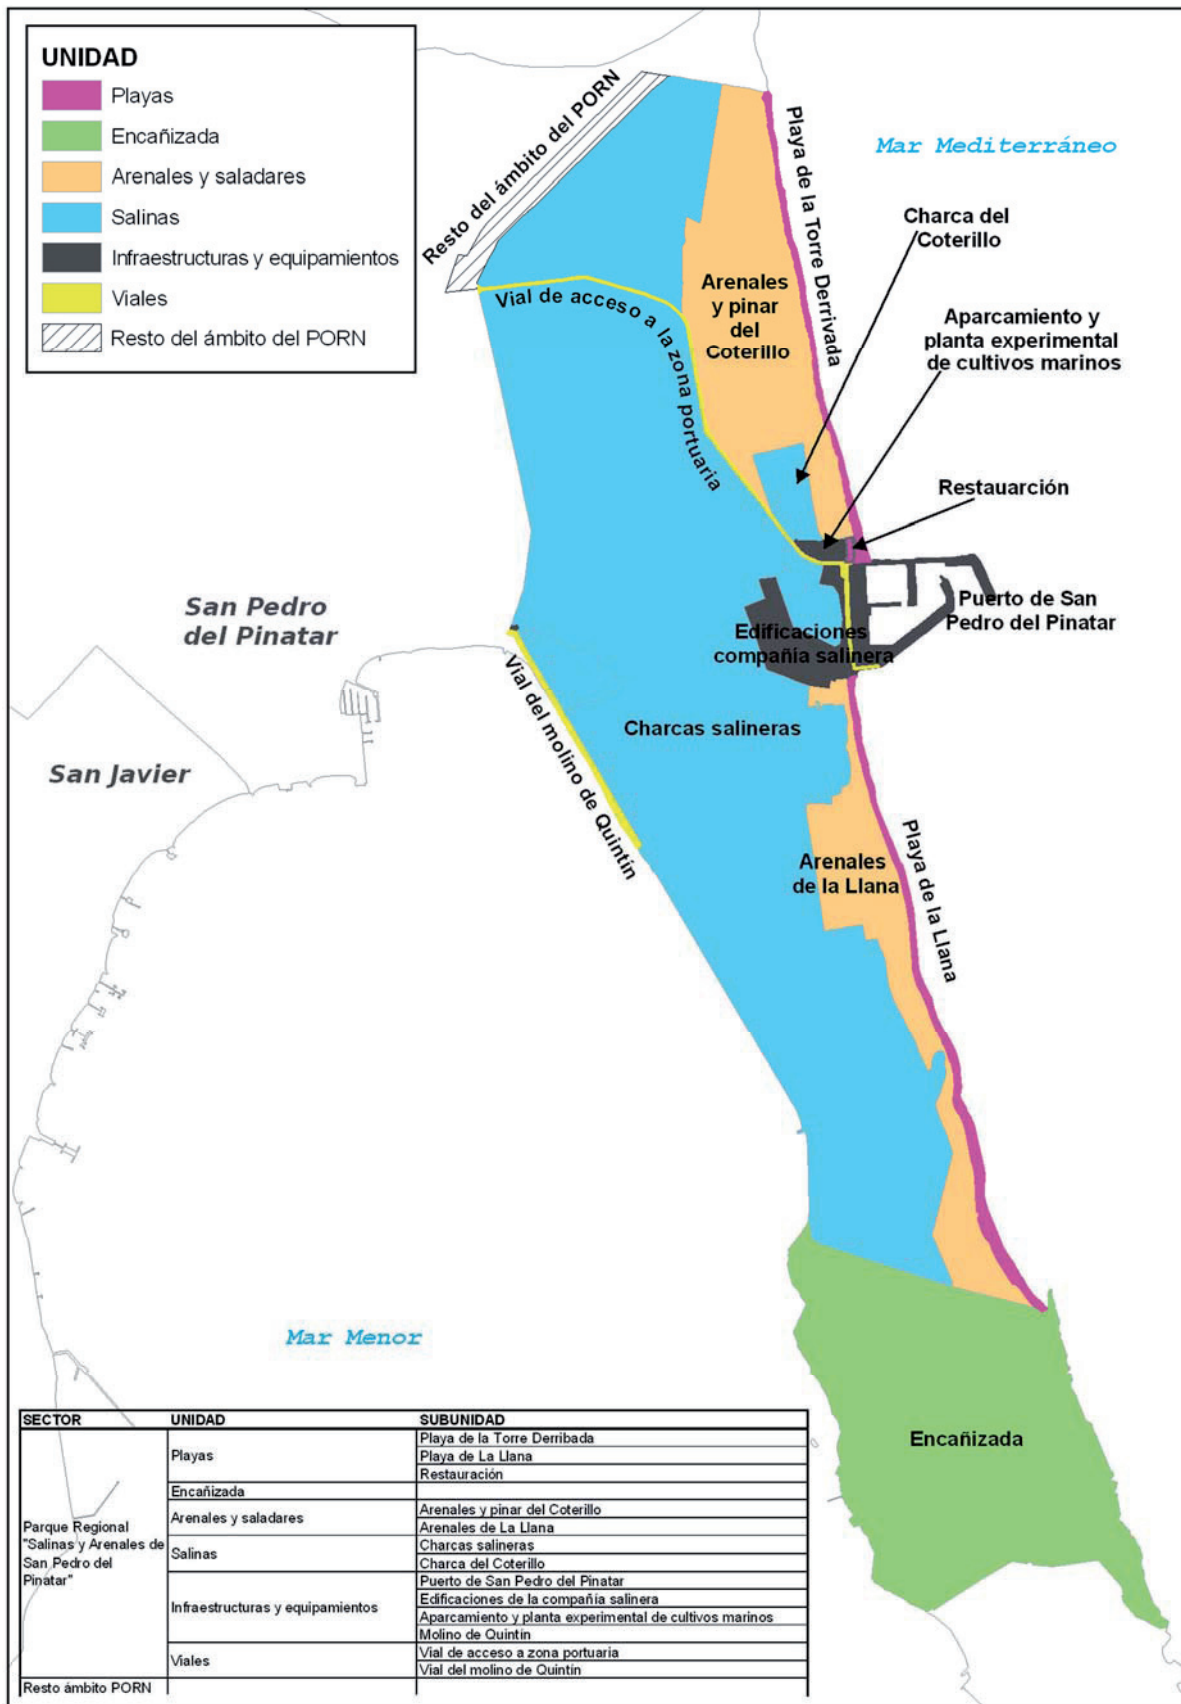 UNIDAD
Playas
Encañizada
Arenales y saladares
Salinas
Infraestructuras y equipamientos
Viales
Resto del ámbito del PORN
Resto del ámbito del PORN
Mar Mediterráneo
Playa de la Torre Derrivada
Charca del
Coterillo
Vial de acceso a la zona portuaria
Arenales
y pinar
del
Coterillo
Aparcamiento y
planta experimental
de cultivos marinos
Restauarción
San Pedro
del Pinatar
Puerto de San
Pedro del Pinatar
Edificaciones
compañía salinera
Vial del molino de Quintín
Charcas salineras
San Javier
Arenales
de la Llana
Playa de la Llana
Mar Menor
Encañizada
SECTOR UNIDAD SUBUNIDAD
Parque Regional
"Salinas y Arenales de
San Pedro del
Pinatar"
Playas
Playa de la Torre Derribada
Playa de La Llana
Restauración
Encañizada
Arenales y saladares
Arenales y pinar del Coterillo
Arenales de La Llana
Salinas
Charcas salineras
Charca del Coterillo
Infraestructuras y equipamientos
Puerto de San Pedro del Pinatar
Edificaciones de la compañía salinera
Aparcamiento y planta experimental de cultivos marinos
Molino de Quintín
Viales
Vial de acceso a zona portuaria
Vial del molino de Quintín
Resto ámbito PORN